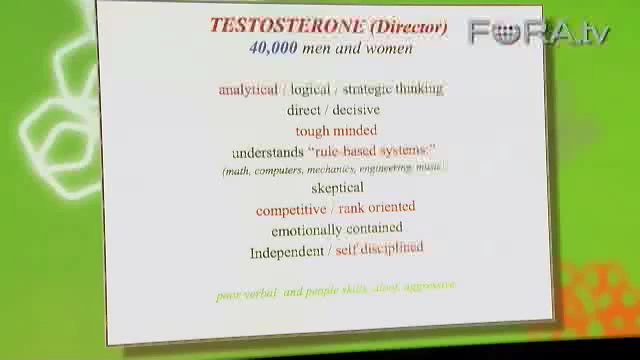 TESTOSTERONE (Director)
FORA.tv
40,000 men and women
analytical / logical / strategic thinking
direct / decisive
tough minded
understands "rule-based systems:"
(math, computers, mechanics, engineering, music
skeptical
competitive / rank oriented
emotionally contained
Independent / self disciplined
poor verbal and people skills, aloof, aggressive